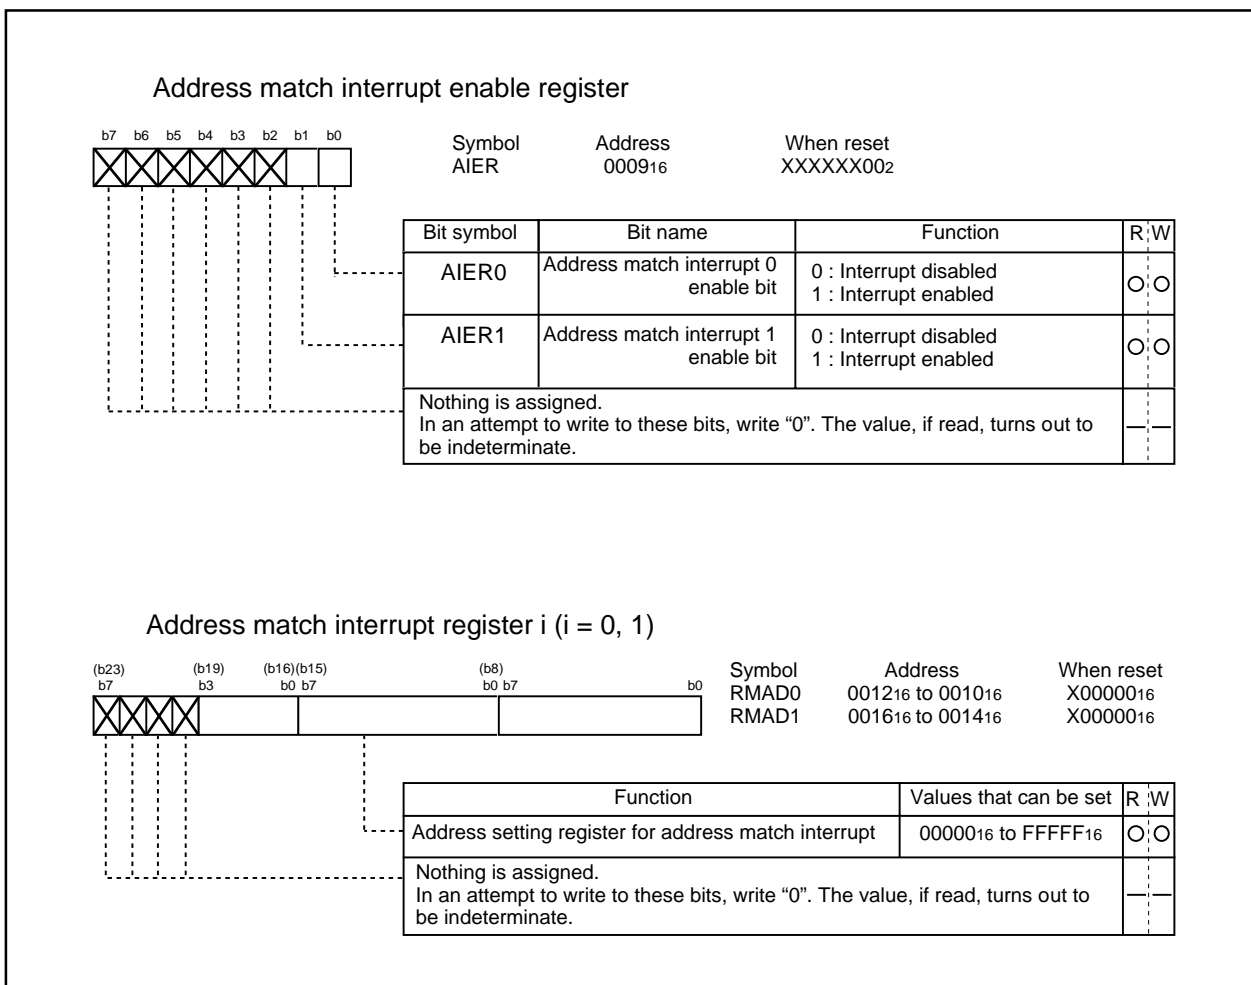 Address match interrupt enable register
b7 b6 b5 b4 b3 b2 b1 b0
Symbol Address When reset
AIER 000916 XXXXXX002
Bit symbol Bit name Function R W
AIER0 Address match interrupt 0 0 : Interrupt disabled
enable bit 1 : Interrupt enabled
AIER1 Address match interrupt 1 0 : Interrupt disabled
enable bit 1 : Interrupt enabled
Nothing is assigned.
In an attempt to write to these bits, write “0”. The value, if read, turns out to
be indeterminate.
Address match interrupt register i (i = 0, 1)
(b23) (b19) (b16)(b15) (b8)
b7 b3 b0 b7 b0 b7 b0
Symbol Address When reset
RMAD0 001216 to 001016 X0000016
RMAD1 001616 to 001416 X0000016
Function Values that can be set R W
Address setting register for address match interrupt 0000016 to FFFFF16
Nothing is assigned.
In an attempt to write to these bits, write “0”. The value, if read, turns out to
be indeterminate.